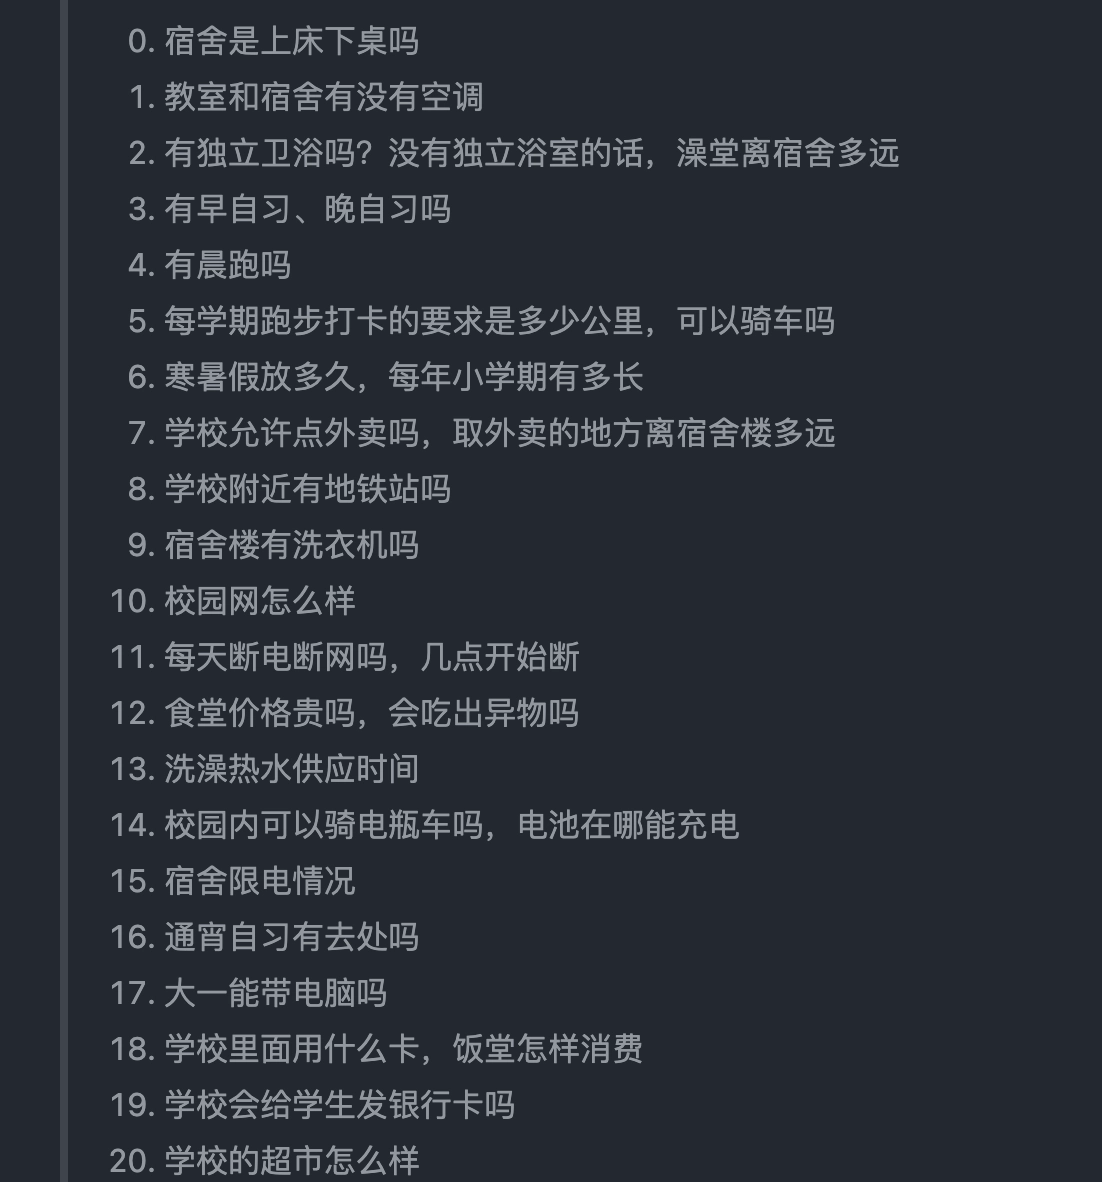 0. 宿舍是上床下桌吗
1. 教室和宿舍有没有空调
2. 有独立卫浴吗？没有独立浴室的话，澡堂离宿舍多远
3. 有早自习、晚自习吗
4. 有晨跑吗
5. 每学期跑步打卡的要求是多少公里，可以骑车吗
6. 寒暑假放多久，每年小学期有多长
7. 学校允许点外卖吗，取外卖的地方离宿舍楼多远
8. 学校附近有地铁站吗
9. 宿舍楼有洗衣机吗
10. 校园网怎么样
11. 每天断电断网吗，几点开始断
12. 食堂价格贵吗，会吃出异物吗
13. 洗澡热水供应时间
14. 校园内可以骑电瓶车吗，电池在哪能充电
15. 宿舍限电情况
16. 通宵自习有去处吗
17. 大一能带电脑吗
18. 学校里面用什么卡，饭堂怎样消费
19. 学校会给学生发银行卡吗
20. 学校的超市怎么样